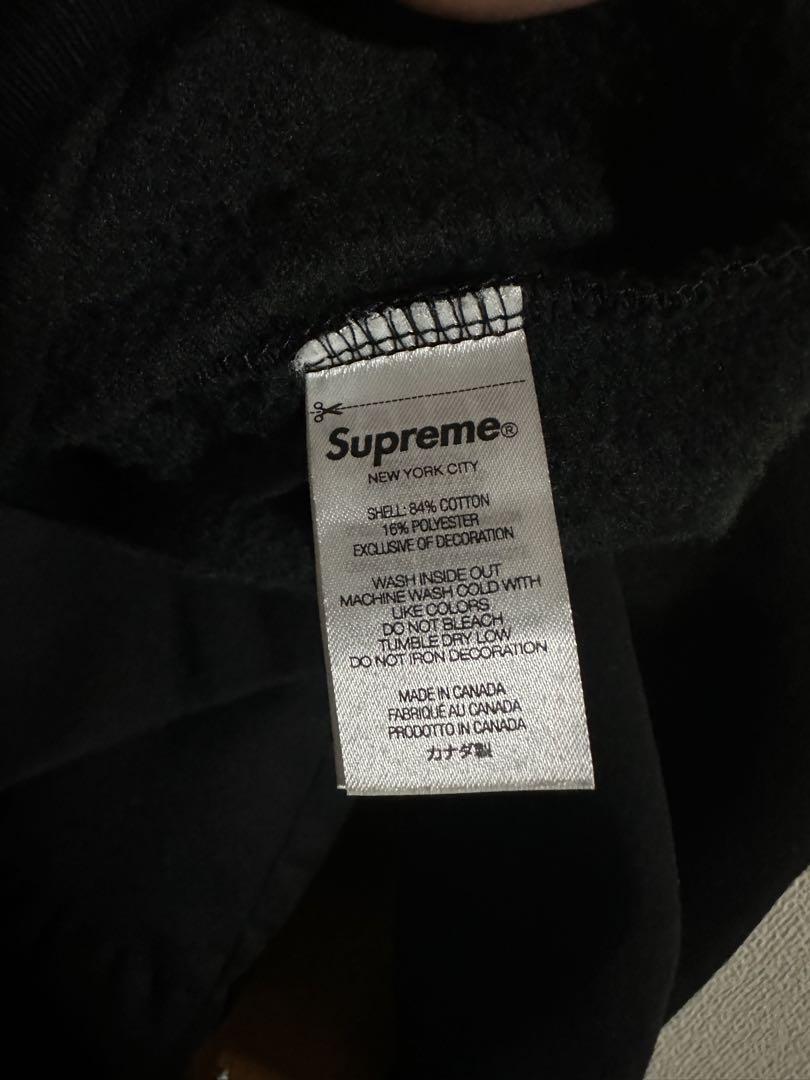 Supreme®
NEW YORK CITY
SHELL: 84% COTTON
16% POLYESTER
EXCLUSIVE OF DECORATION
WASH INSIDE OUT
MACHINE WASH COLD WITH
LIKE COLORS
DO NOT BLEACH
TUMBLE DRY LOW
DO NOT IRON DECORATION
MADE IN CANADA
FABRIQUÉ AU CANADA
PRODOTTO IN CANADA
カナダ製